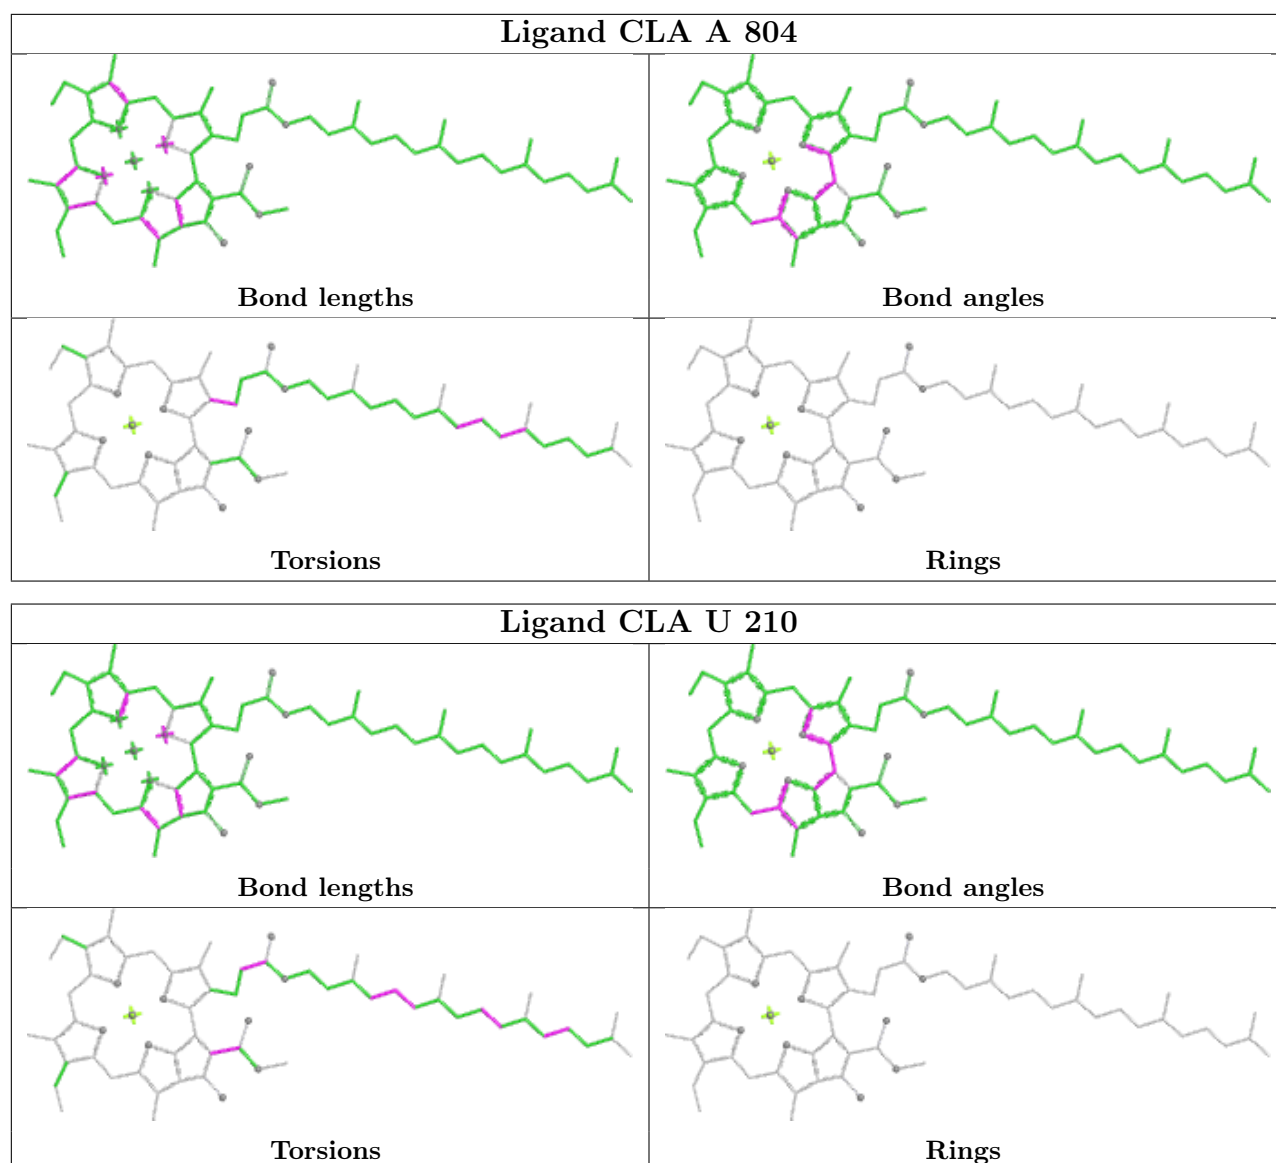 Ligand CLA A 804
Bond lengths
Bond angles
Torsions
Rings
Ligand CLA U 210
Bond lengths
Bond angles
Torsions
Rings